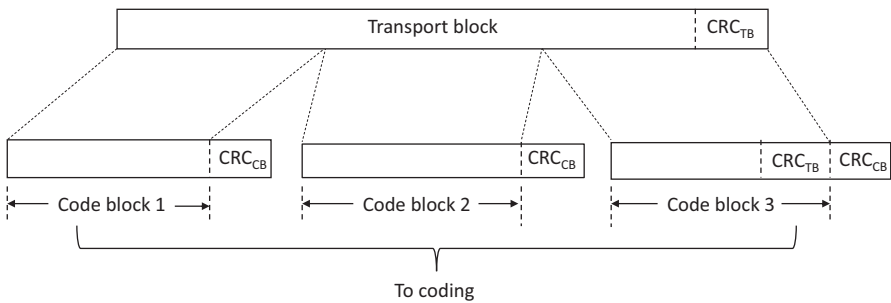 Transport block
CRC_TB
CRC_CB
CRC_CB
CRC_TB
CRC_CB
Code block 1
Code block 2
Code block 3
To coding